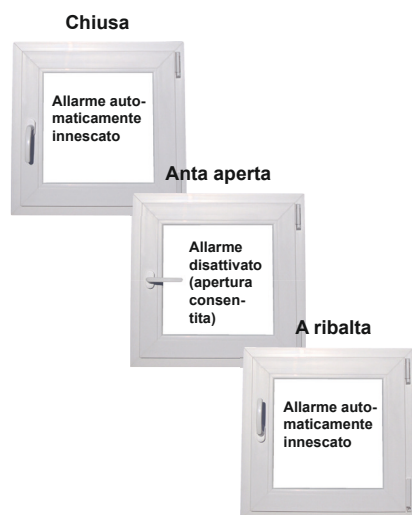 Chiusa
Allarme auto-
maticamente
innescato
Anta aperta
Allarme
disattivato
(apertura
consen-
tita)
A ribalta
Allarme auto-
maticamente
innescato